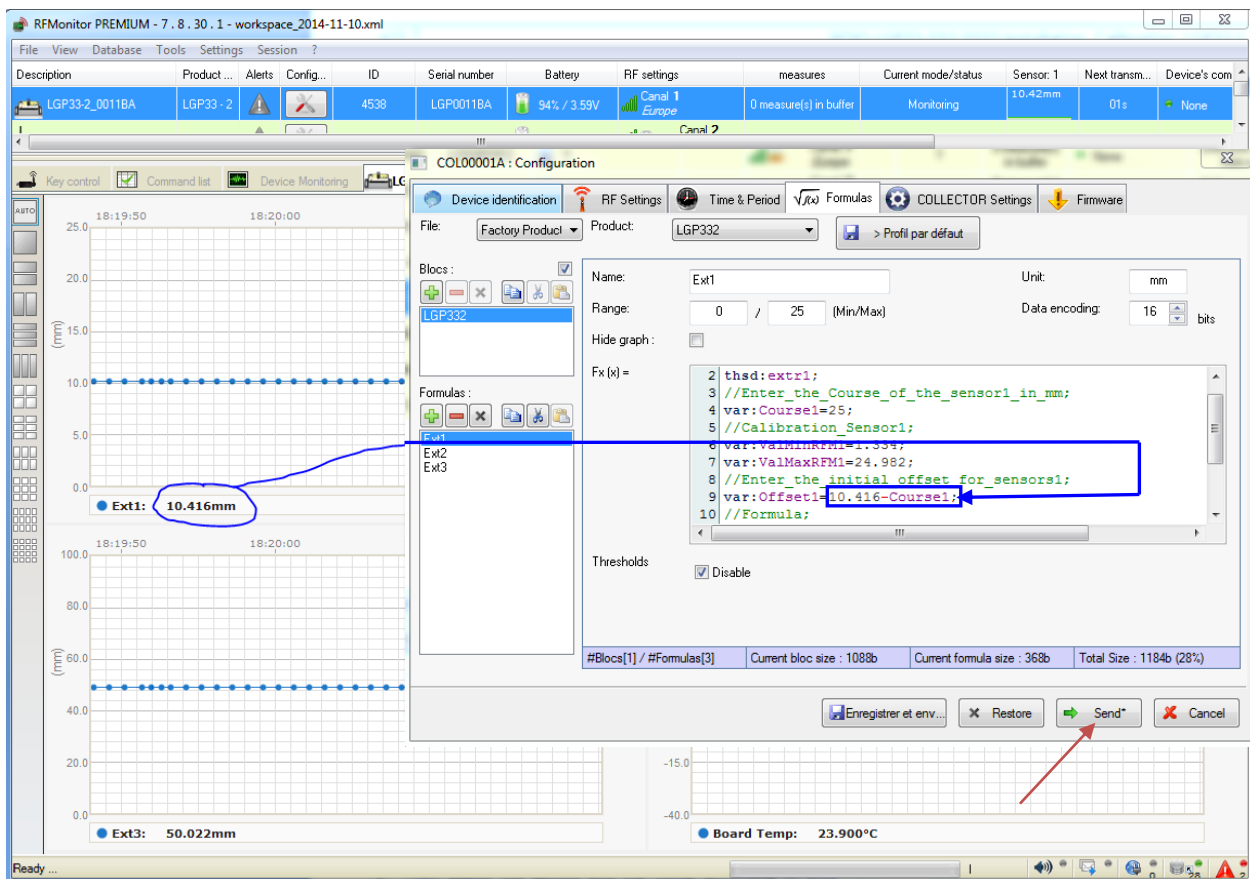 RFMonitor PREMIUM - 7 . 8 . 30 . 1 - workspace_2014-11-10.xml
File View Database Tools Settings Session ?
Description Product ... Alerts Config... ID Serial number Battery RF settings measures Current mode/status Sensor: 1 Next transm... Device's com
LGP33-2_0011BA LGP33 - 2 4538 LGP0011BA 94% / 3.59V Canal 1 Europe 0 measure(s) in buffer Monitoring 10.42mm 01s None
Canal 2
Key control Command list Device Monitoring LG
AUTO
18:19:50 18:20:00
25.0
20.0
15.0
10.0
5.0
0.0
(mm)
Ext1: 10.416mm
18:19:50 18:20:00
100.0
80.0
60.0
40.0
20.0
0.0
(mm)
Ext3: 50.022mm
-15.0
-40.0
Board Temp: 23.900°C
COL00001A : Configuration
Device identification RF Settings Time & Period √f(x) Formulas COLLECTOR Settings Firmware
File: Factory Product Product: LGP332 > Profil par défaut
Blocs :
LGP332
Formulas :
Ext1
Ext2
Ext3
Name: Ext1 Unit: mm
Range: 0 / 25 (Min/Max) Data encoding: 16 bits
Hide graph :
Fx (x) =
2 thsd:extr1;
3 //Enter_the_Course_of_the_sensor1_in_mm;
4 var:Course1=25;
5 //Calibration_Sensor1;
6 var:ValMinRFM1=1.334;
7 var:ValMaxRFM1=24.982;
8 //Enter_the_initial_offset_for_sensors1;
9 var:Offset1=10.416-Course1;
10 //Formula;
Thresholds Disable
#Blocs[1] / #Formulas[3] Current bloc size : 1088b Current formula size : 368b Total Size : 1184b (28%)
Enregistrer et env... Restore Send* Cancel
Ready ...
0 28 2